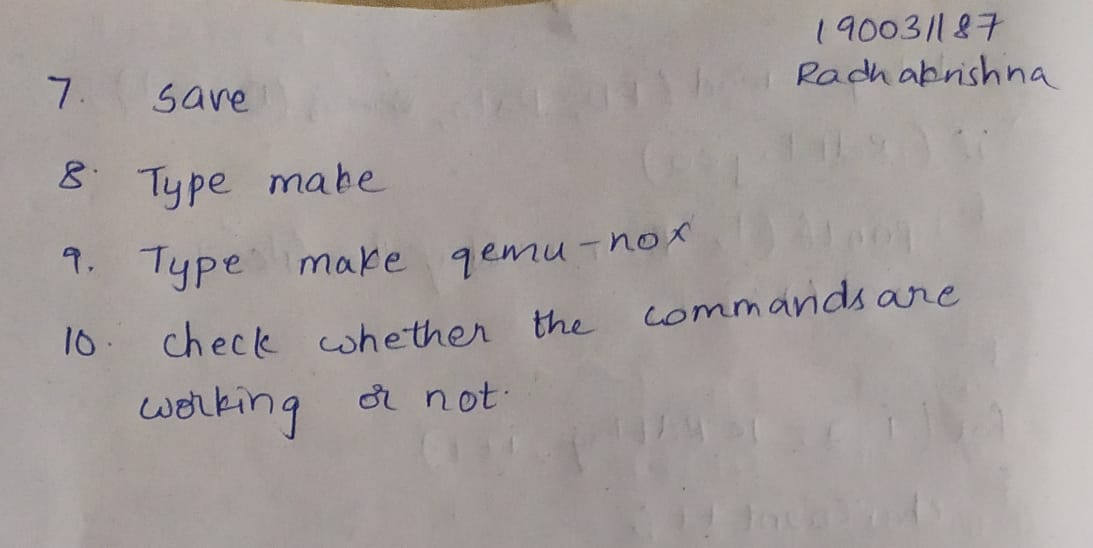 190031187
Radhakrishna
7. save
8. Type make
9. Type make qemu-nox
10. check whether the commands are
working or not.